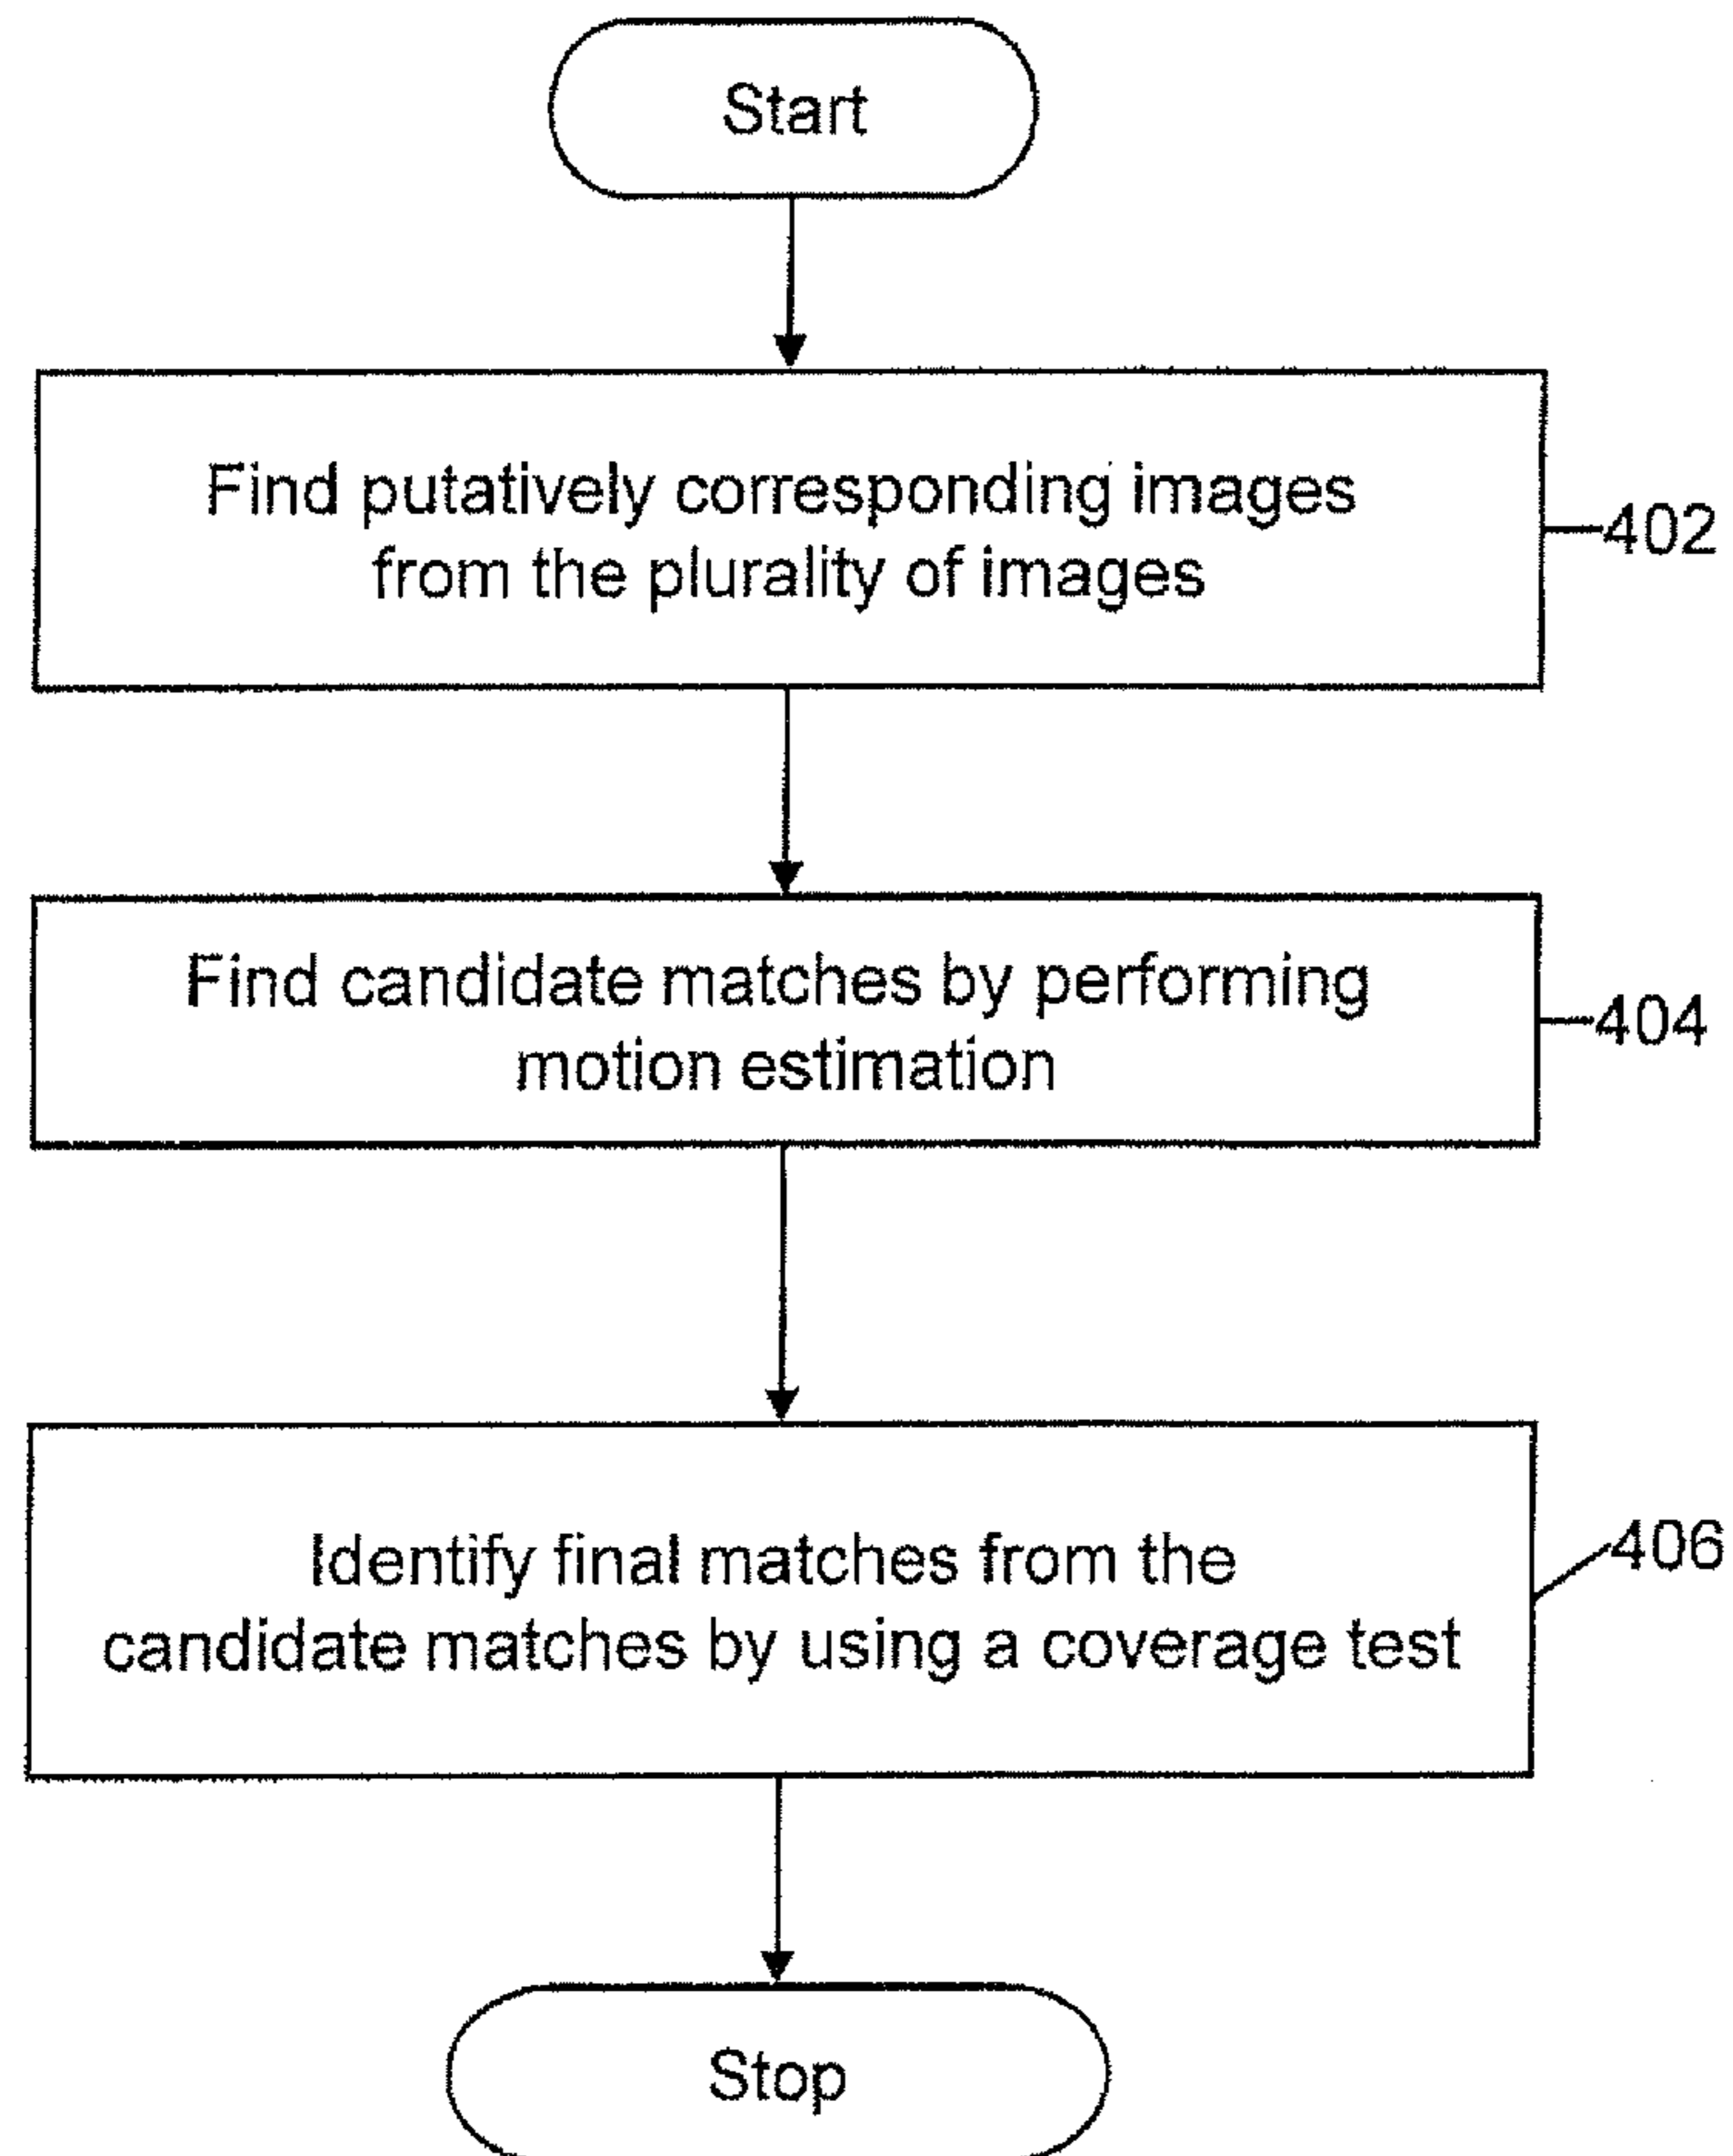 Start
Find putatively corresponding images
from the plurality of images
402
Find candidate matches by performing
motion estimation
404
Identify final matches from the
candidate matches by using a coverage test
406
Stop